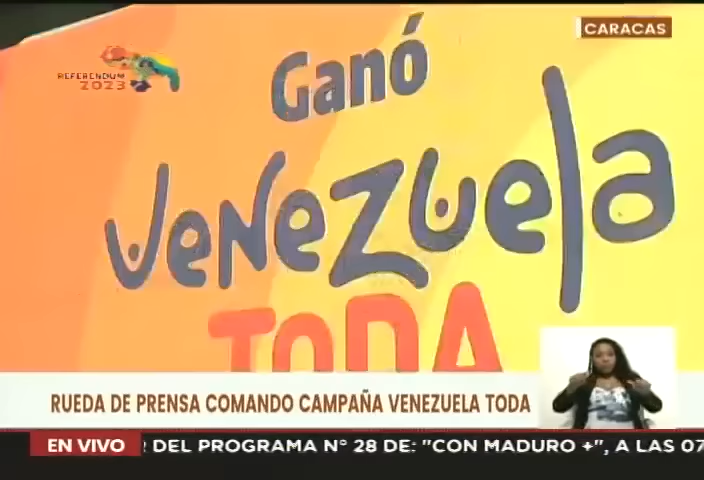 CARACAS
REFERENDUM
2023
Ganó
Venezuela
TODA
RUEDA DE PRENSA COMANDO CAMPAÑA VENEZUELA TODA
EN VIVO
DEL PROGRAMA N° 28 DE: "CON MADURO +", A LAS 07